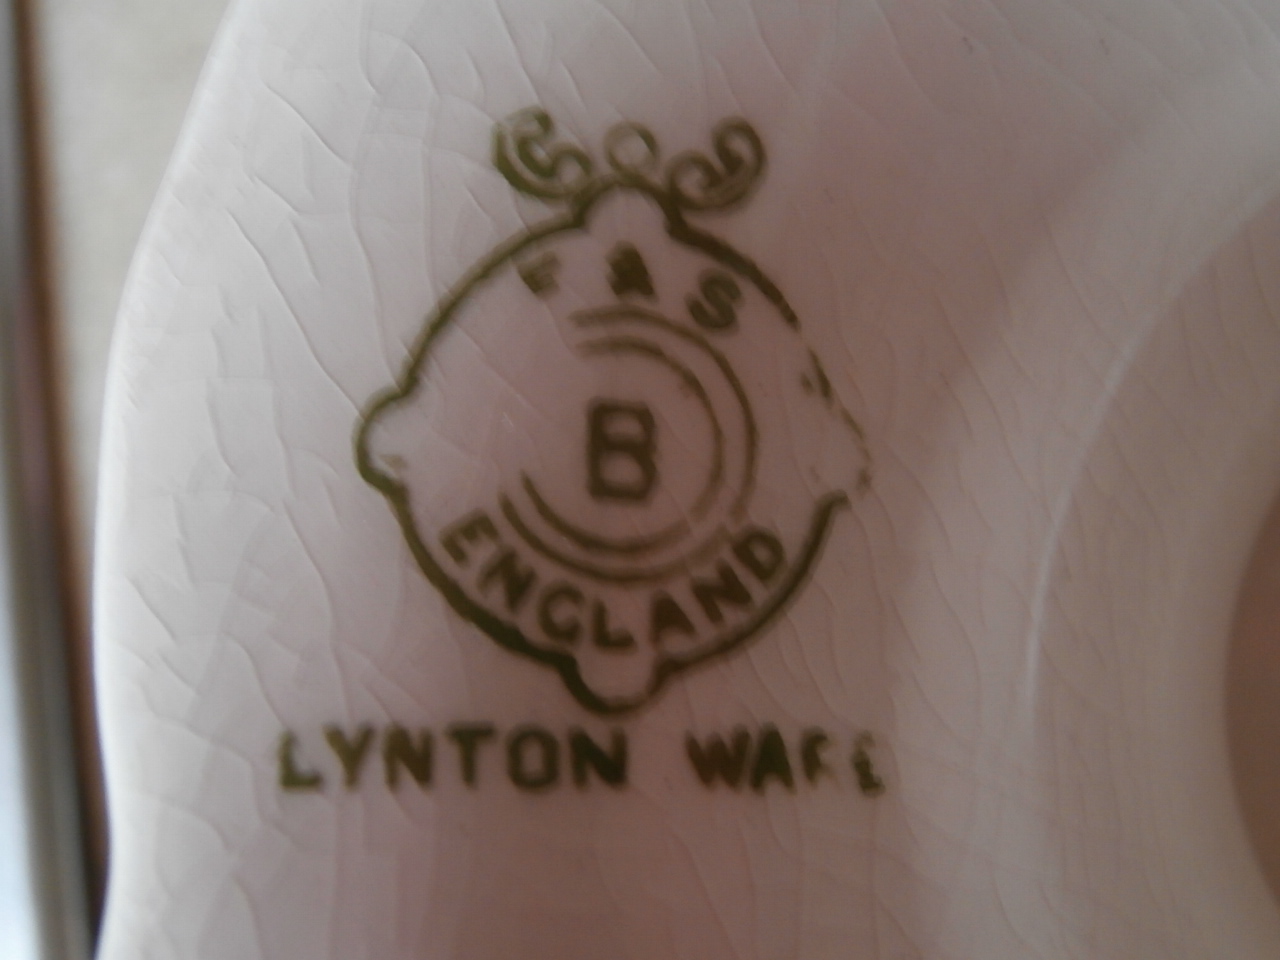 F & S
B
ENGLAND
LYNTON WARE